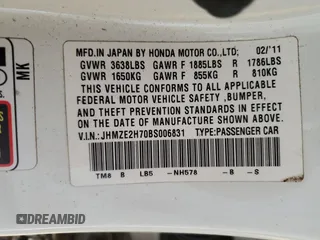 MFD.IN JAPAN BY HONDA MOTOR CO.,LTD; 02/'11
GVWR 3638LBS GAWR F 1885LBS R 1786LBS
GVWR 1650KG GAWR F 855KG R 810KG
THIS VEHICLE CONFORMS TO ALL APPLICABLE
FEDERAL MOTOR VEHICLE SAFETY ,BUMPER,
AND THEFT PREVENTION STANDARDS IN EFFECT
ON THE DATE OF MANUFACTURE SHOWN ABOVE.
V.I.N:JHMZE2H70BS006831 TYPE:PASSENGER CAR
TM8 B LBS -NH578 -B -S
MK
DREAMBID